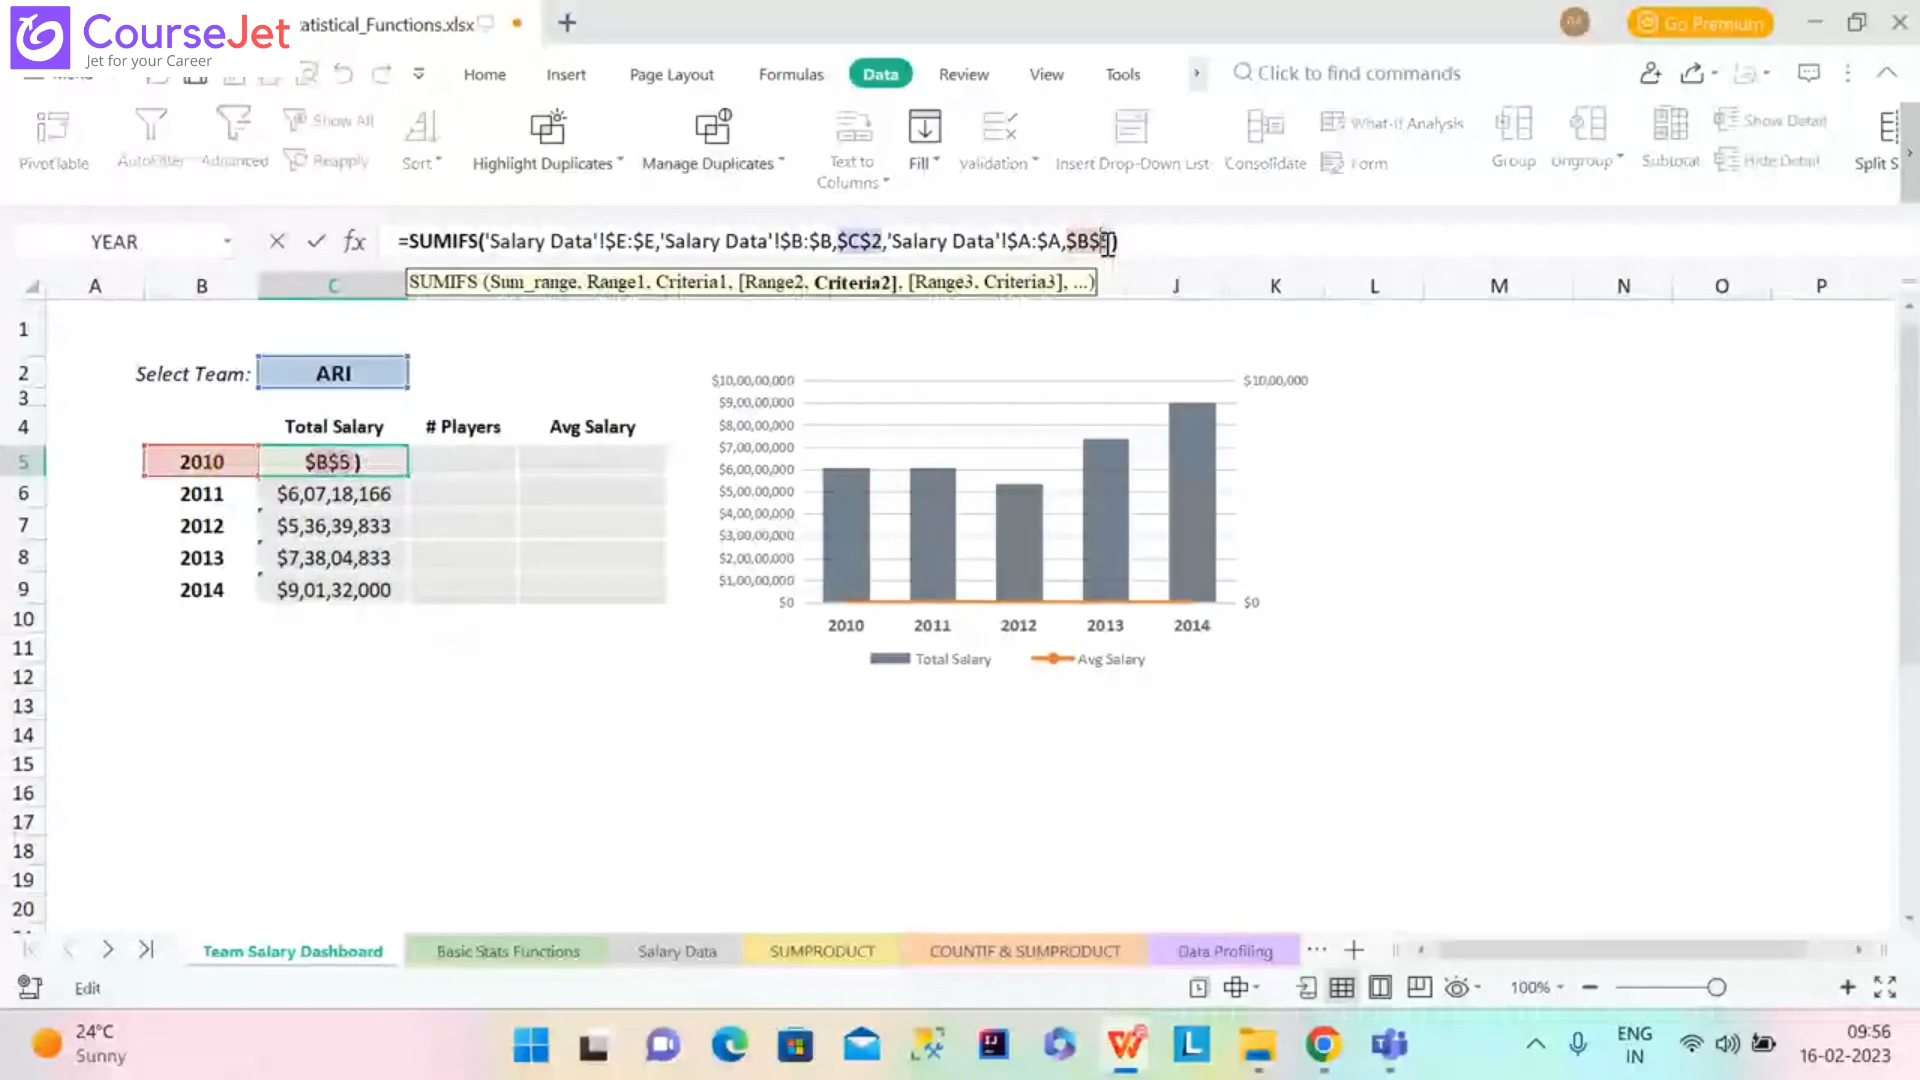 CourseJet
Jet for your Career
atistical_Functions.xlsx
Go Premium
Home Insert Page Layout Formulas Data Review View Tools Click to find commands
PivotTable AutoFilter Advanced Show All Reapply Sort Highlight Duplicates Manage Duplicates Text to Columns Fill Validation Insert Drop-Down List Consolidate What-If Analysis Form Group Ungroup Subtotal Show Detail Hide Detail Split S
YEAR fx =SUMIFS('Salary Data'!$E:$E,'Salary Data'!$B:$B,$C$2,'Salary Data'!$A:$A,$B$
SUMIFS (Sum_range, Range1, Criteria1, [Range2, Criteria2], [Range3, Criteria3], ...)
A B C J K L M N O P
1
2 Select Team: ARI
3
4 Total Salary # Players Avg Salary
5 2010 $B$5 )
6 2011 $6,07,18,166
7 2012 $5,36,39,833
8 2013 $7,38,04,833
9 2014 $9,01,32,000
10
11
12
13
14
15
16
17
18
19
20
$10,00,00,000 $10,00,000
$9,00,00,000
$8,00,00,000
$7,00,00,000
$6,00,00,000
$5,00,00,000
$4,00,00,000
$3,00,00,000
$2,00,00,000
$1,00,00,000
$0 $0
2010 2011 2012 2013 2014
Total Salary Avg Salary
Team Salary Dashboard Basic Stats Functions Salary Data SUMPRODUCT COUNTIF & SUMPRODUCT Data Profiling ...
Edit 100%
24°C
Sunny
ENG
IN
09:56
16-02-2023